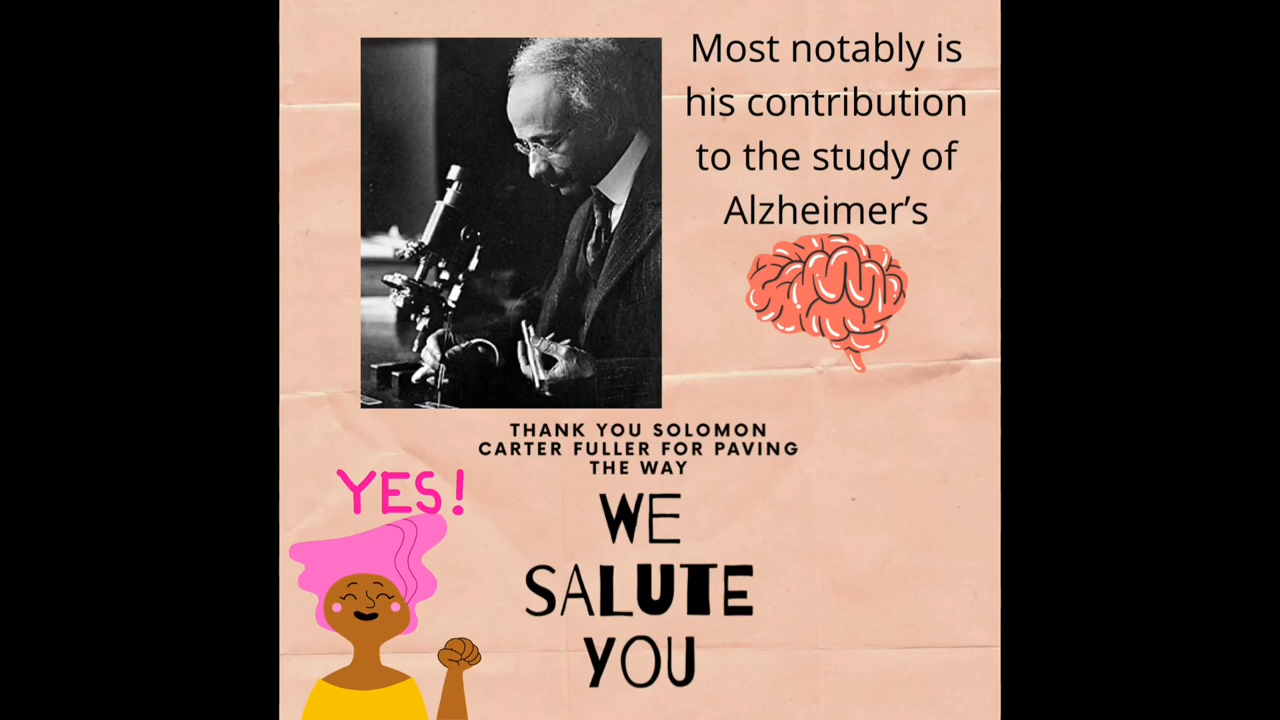 Most notably is
his contribution
to the study of
Alzheimer’s
THANK YOU SOLOMON
CARTER FULLER FOR PAVING
THE WAY
YES!
WE
SALUTE
YOU